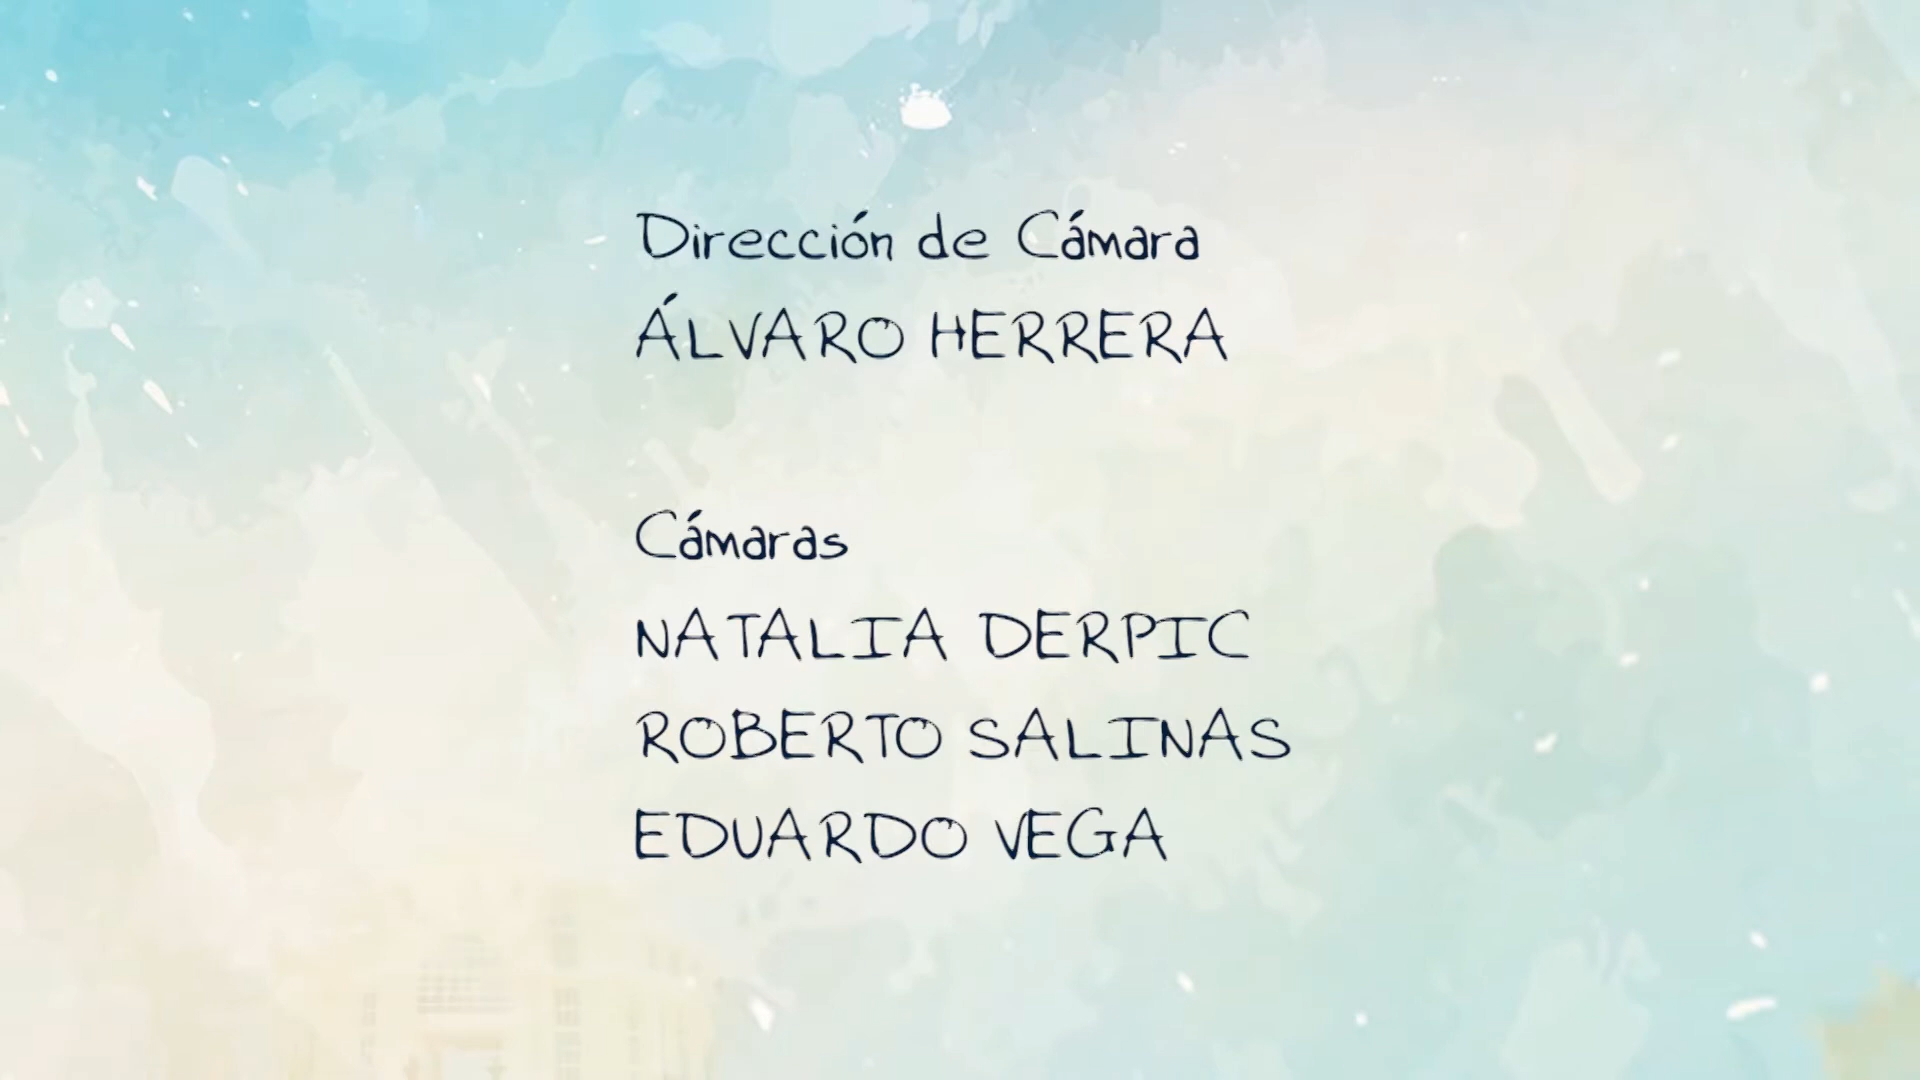 Dirección de Cámara
ÁLVARO HERRERA
Cámaras
NATALIA DERPIC
ROBERTO SALINAS
EDUARDO VEGA